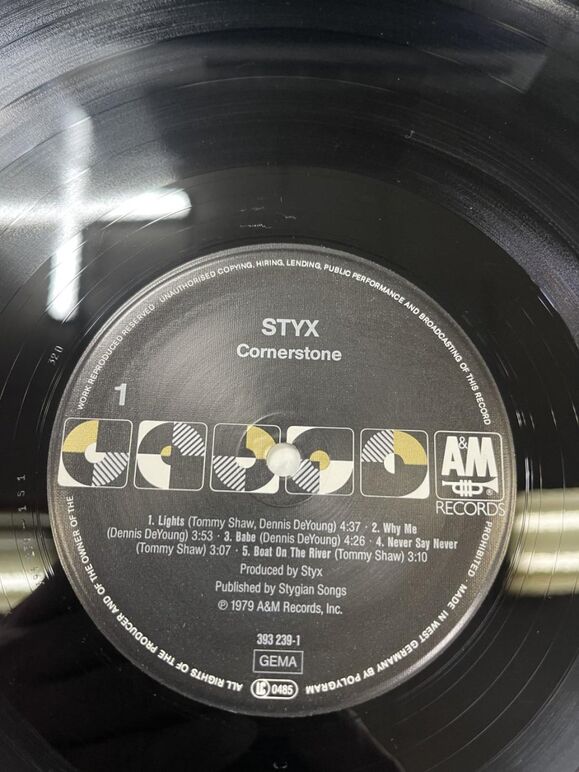 STYX
Cornerstone
1
A&M
RECORDS
1. Lights (Tommy Shaw, Dennis DeYoung) 4:37 · 2. Why Me
(Dennis DeYoung) 3:53 · 3. Babe (Dennis DeYoung) 4:26 · 4. Never Say Never
(Tommy Shaw) 3:07 · 5. Boat On The River (Tommy Shaw) 3:10
Produced by Styx
Published by Stygian Songs
℗ 1979 A&M Records, Inc.
393 239-1
GEMA
LC 0485
ALL RIGHTS OF THE PRODUCER AND OF THE OWNER OF THE WORK REPRODUCED RESERVED · UNAUTHORISED COPYING, HIRING, LENDING, PUBLIC PERFORMANCE AND BROADCASTING OF THIS RECORD PROHIBITED · MADE IN WEST GERMANY BY POLYGRAM
320